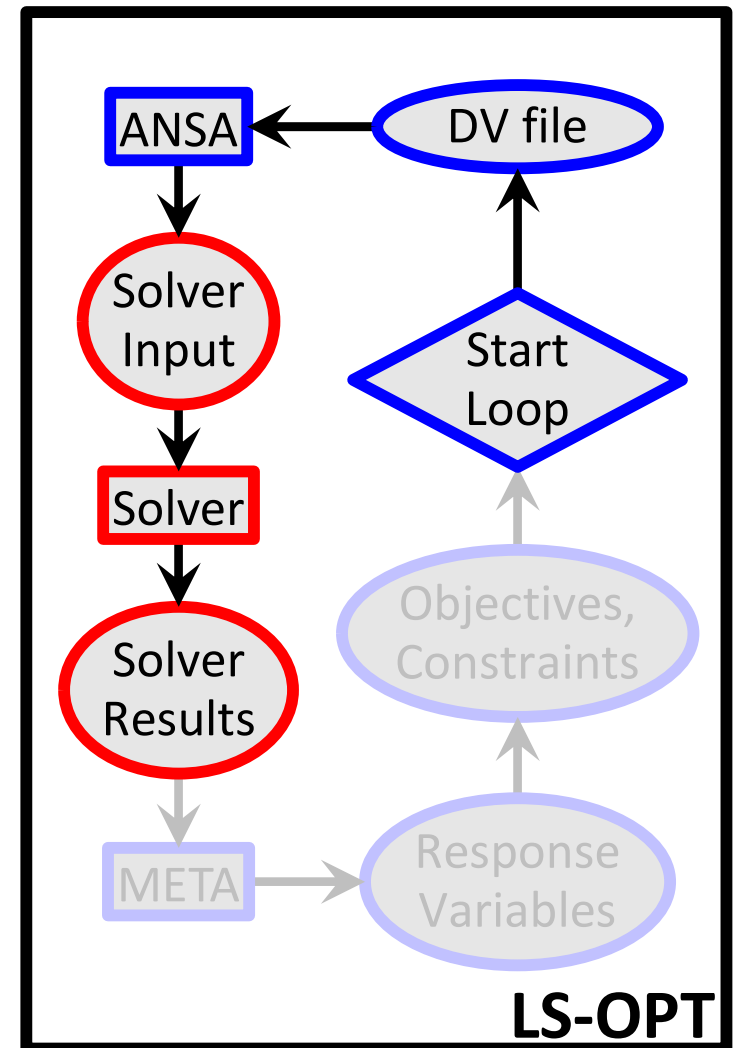 ANSA
DV file
Solver
Input
Start
Loop
Solver
Objectives,
Constraints
Solver
Results
META
Response
Variables
LS-OPT